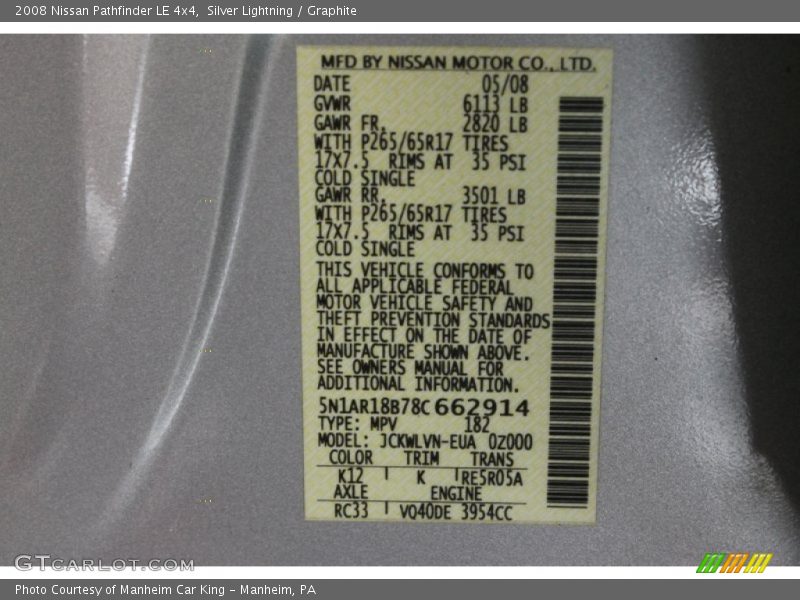 2008 Nissan Pathfinder LE 4x4, Silver Lightning / Graphite
MFD BY NISSAN MOTOR CO., LTD.
DATE 05/08
GVWR 6113 LB
GAWR FR. 2820 LB
WITH P265/65R17 TIRES
17X7.5 RIMS AT 35 PSI
COLD SINGLE
GAWR RR. 3501 LB
WITH P265/65R17 TIRES
17X7.5 RIMS AT 35 PSI
COLD SINGLE
THIS VEHICLE CONFORMS TO
ALL APPLICABLE FEDERAL
MOTOR VEHICLE SAFETY AND
THEFT PREVENTION STANDARDS
IN EFFECT ON THE DATE OF
MANUFACTURE SHOWN ABOVE.
SEE OWNERS MANUAL FOR
ADDITIONAL INFORMATION.
5N1AR18B78C662914
TYPE: MPV 182
MODEL: JCKWLVN-EUA 0Z000
COLOR TRIM TRANS
K12 K RE5R05A
AXLE ENGINE
RC33 VQ40DE 3954CC
GTCARLOT.COM
Photo Courtesy of Manheim Car King - Manheim, PA